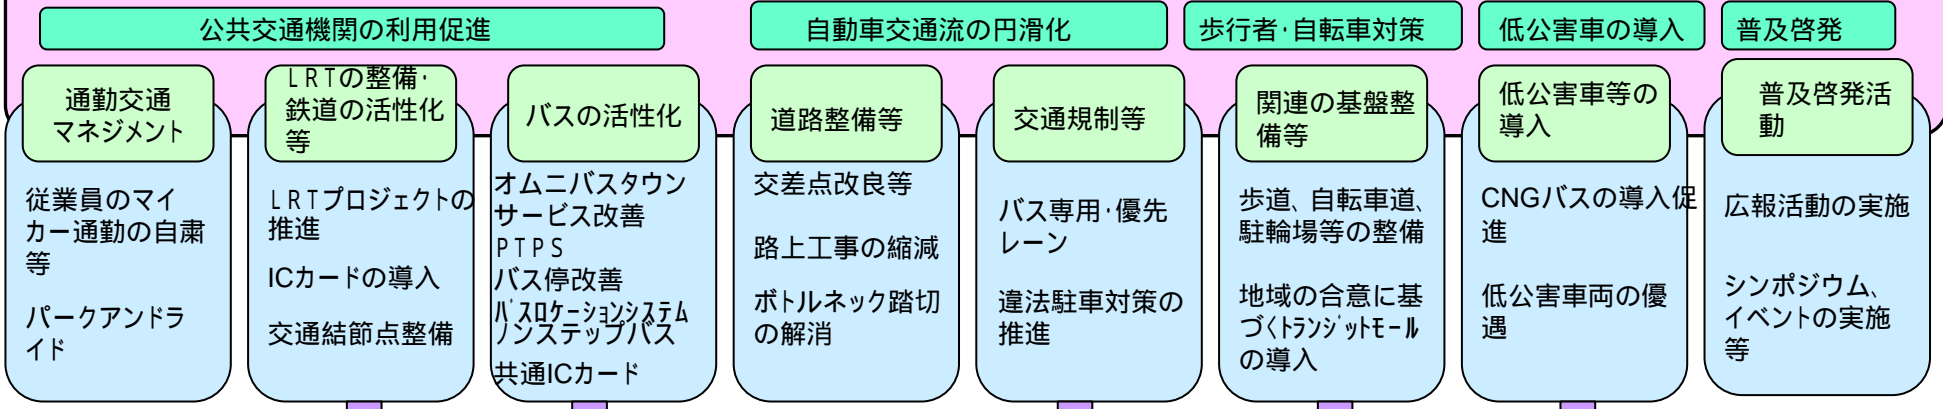 公共交通機関の利用促進
自動車交通流の円滑化
歩行者・自転車対策
低公害車の導入
普及啓発
通勤交通
マネジメント
従業員のマイ
カー通勤の自粛
等
パークアンドラ
イド
LRTの整備・
鉄道の活性化
等
LRTプロジェクトの
推進
ICカードの導入
交通結節点整備
バスの活性化
オムニバスタウン
サービス改善
PTPS
バス停改善
バスロケーションシステム
ノンステップバス
共通ICカード
道路整備等
交差点改良等
路上工事の縮減
ボトルネック踏切
の解消
交通規制等
バス専用・優先
レーン
違法駐車対策の
推進
関連の基盤整
備等
歩道、自転車道、
駐輪場等の整備
地域の合意に基
づくトランジットモール
の導入
低公害車等の
導入
CNGバスの導入促
進
低公害車両の優
遇
普及啓発活
動
広報活動の実施
シンポジウム、
イベントの実施
等